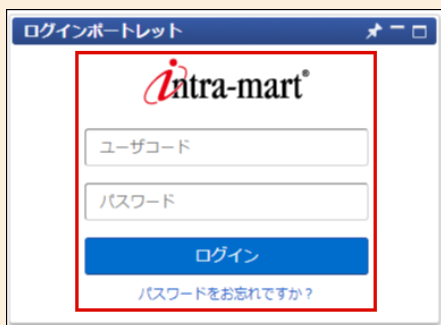 ログインポートレット
intra-mart®
ユーザコード
パスワード
ログイン
パスワードをお忘れですか？